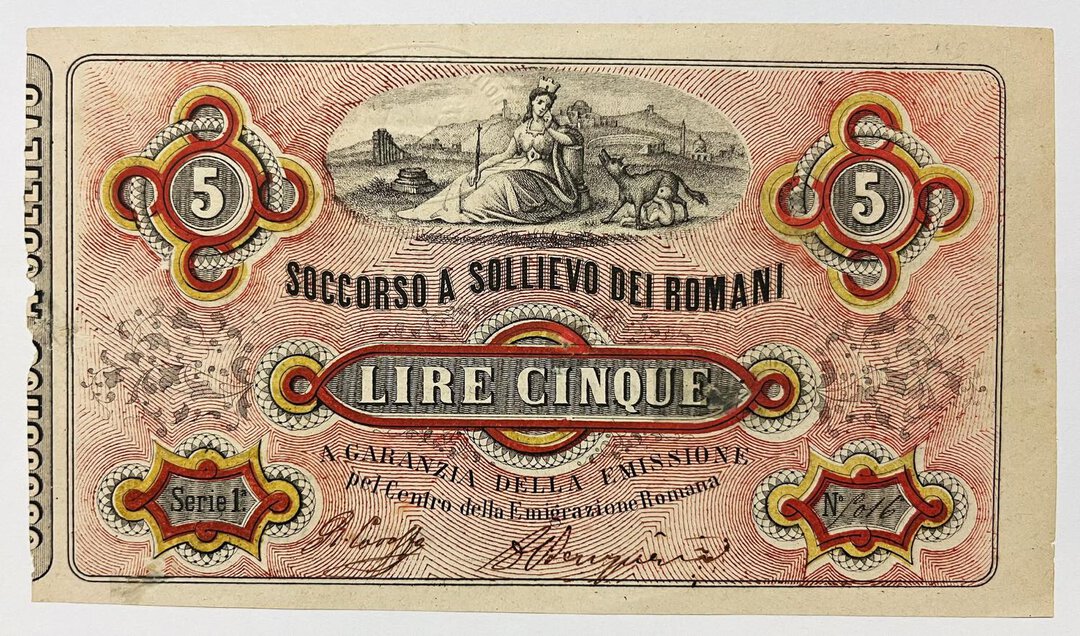 5
5
SOCCORSO A SOLLIEVO DEI ROMANI
LIRE CINQUE
A GARANZIA DELLA EMISSIONE
pel Centro della Emigrazione Romana
Serie 1ª
Nº